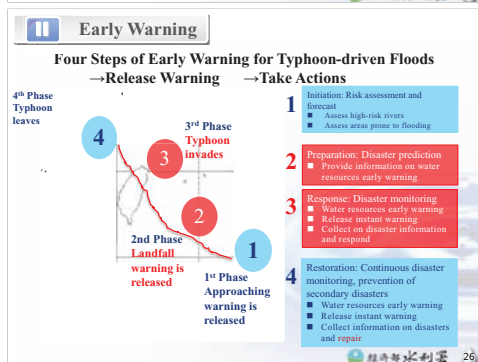 Early Warning
Four Steps of Early Warning for Typhoon-driven Floods
→Release Warning →Take Actions
4th Phase
Typhoon
leaves
4
3rd Phase
Typhoon
invades
3
2
2nd Phase
Landfall
warning is
released
1
1st Phase
Approaching
warning is
released
1
Initiation: Risk assessment and
forecast
■ Assess high-risk rivers
■ Assess areas prone to flooding
2
Preparation: Disaster prediction
■ Provide information on water
resources early warning
3
Response: Disaster monitoring
■ Water resources early warning
■ Release instant warning
■ Collect on disaster information
and respond
4
Restoration: Continuous disaster
monitoring, prevention of
secondary disasters
■ Water resources early warning
■ Release instant warning
■ Collect information on disasters
and repair
經濟部水利署
26